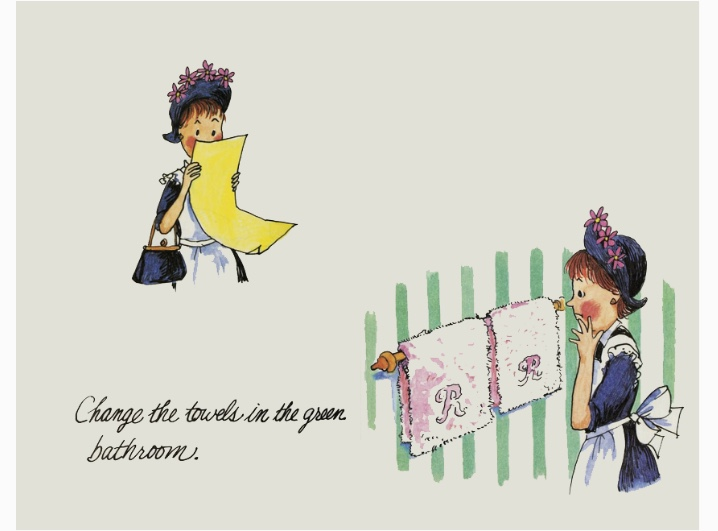 Change the towels in the green
bathroom.
R
R